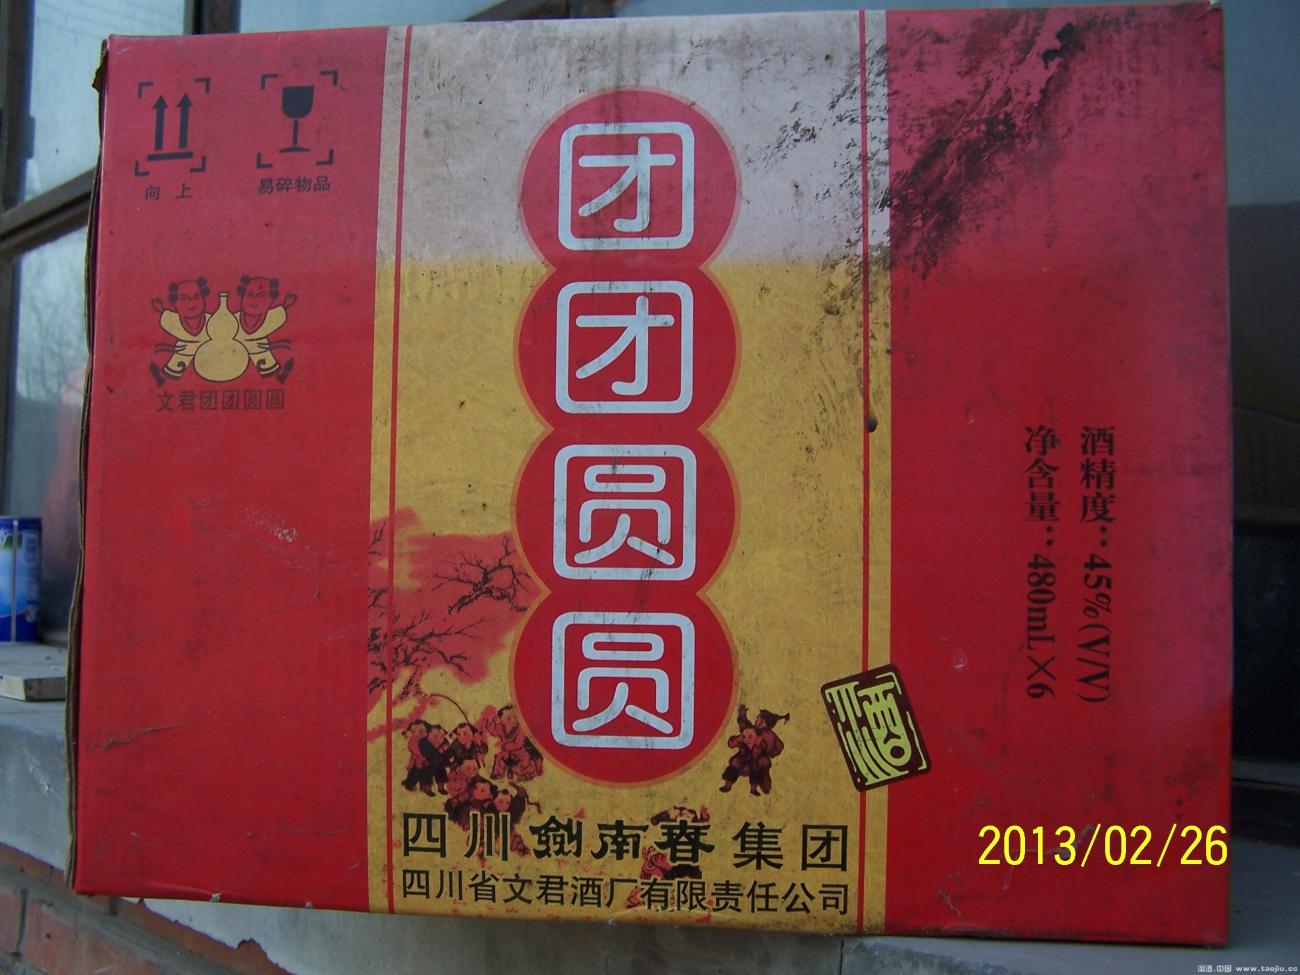 向 上
易碎物品
文君团团圆圆
团团圆圆
酒
酒精度：45%(V/V)
净含量：480mL×6
四川剑南春集团
四川省文君酒厂有限责任公司
2013/02/26
www.taojiu.cc